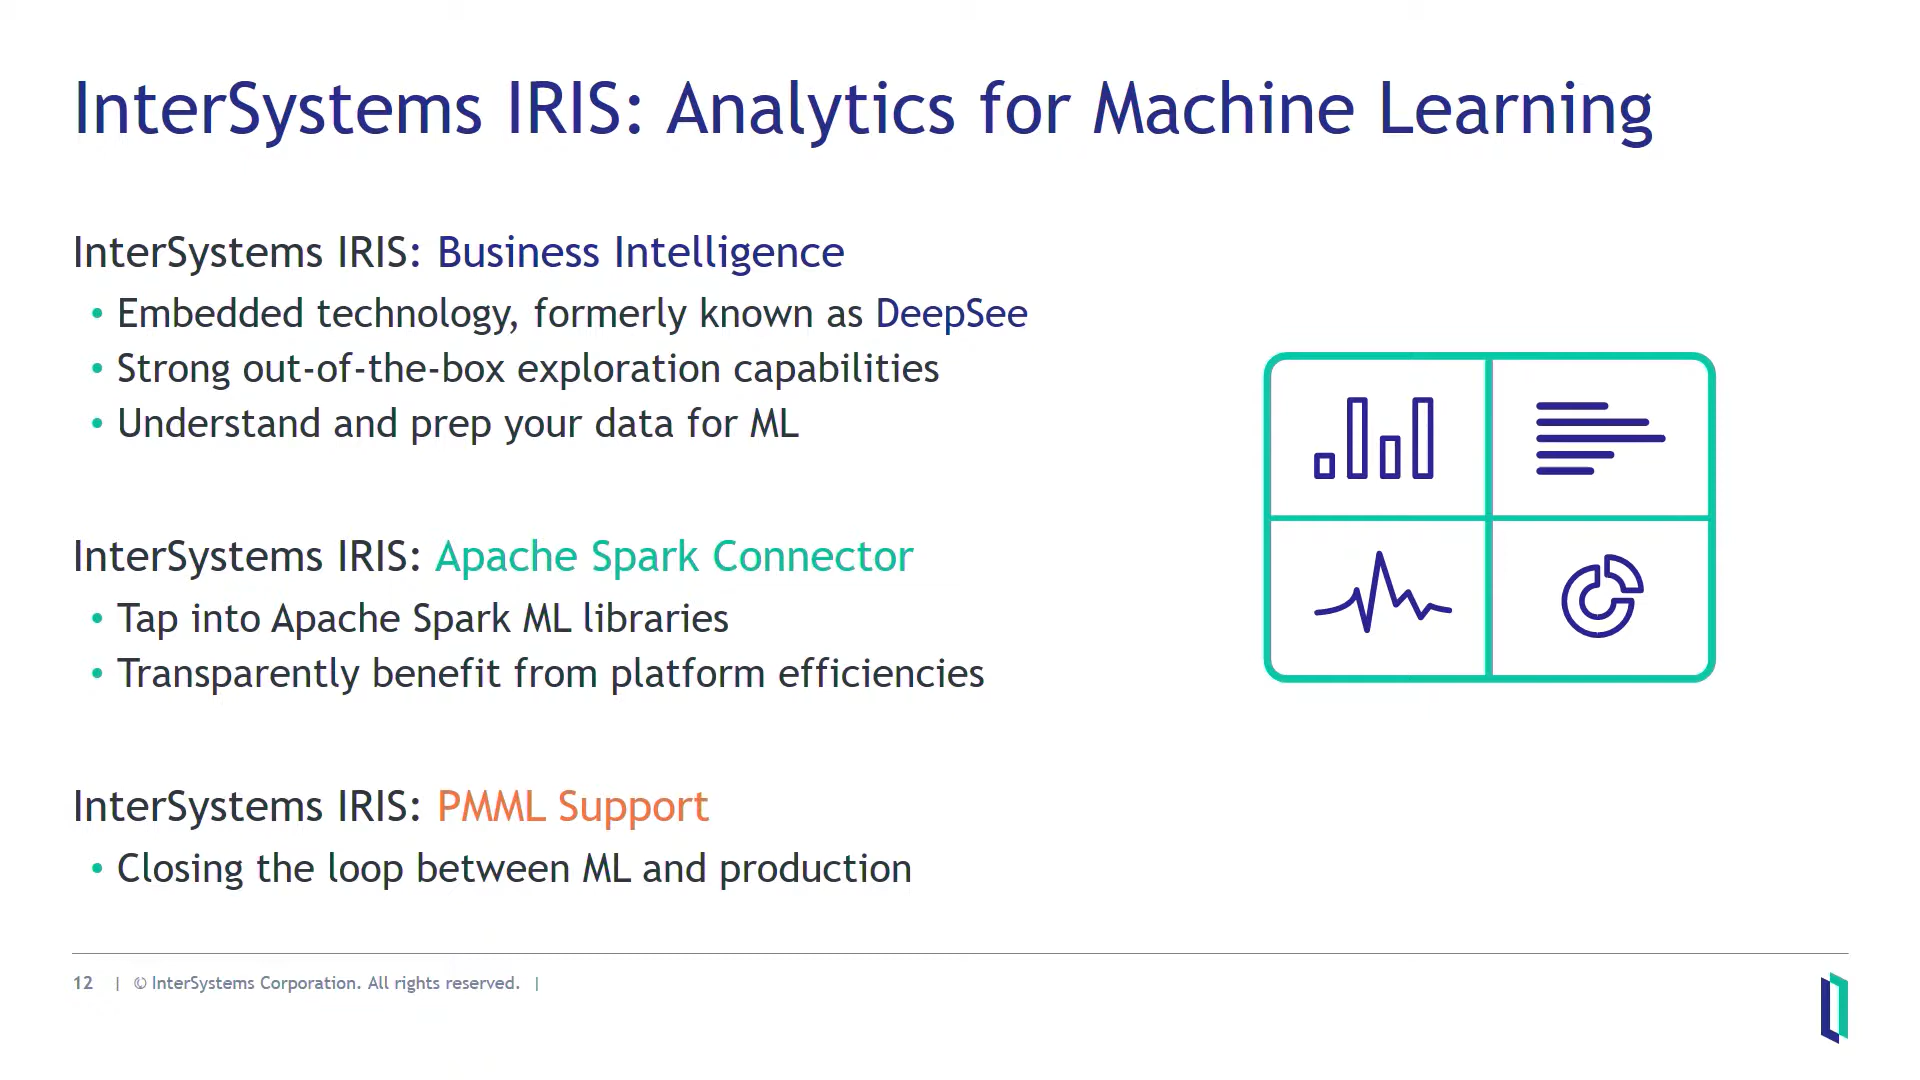 InterSystems IRIS: Analytics for Machine Learning
InterSystems IRIS: Business Intelligence
• Embedded technology, formerly known as DeepSee
• Strong out-of-the-box exploration capabilities
• Understand and prep your data for ML
InterSystems IRIS: Apache Spark Connector
• Tap into Apache Spark ML libraries
• Transparently benefit from platform efficiencies
InterSystems IRIS: PMML Support
• Closing the loop between ML and production
12 | © InterSystems Corporation. All rights reserved. |